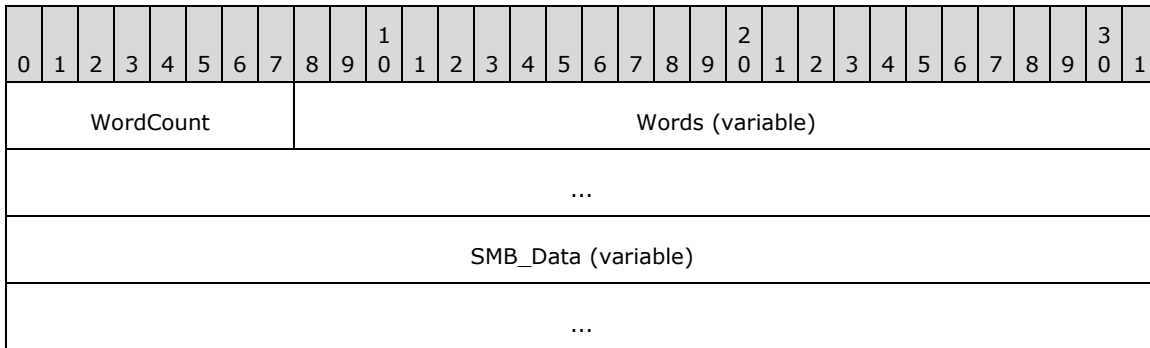 1 2 3
0 1 2 3 4 5 6 7 8 9 0 1 2 3 4 5 6 7 8 9 0 1 2 3 4 5 6 7 8 9 0 1
WordCount Words (variable)
...
SMB_Data (variable)
...